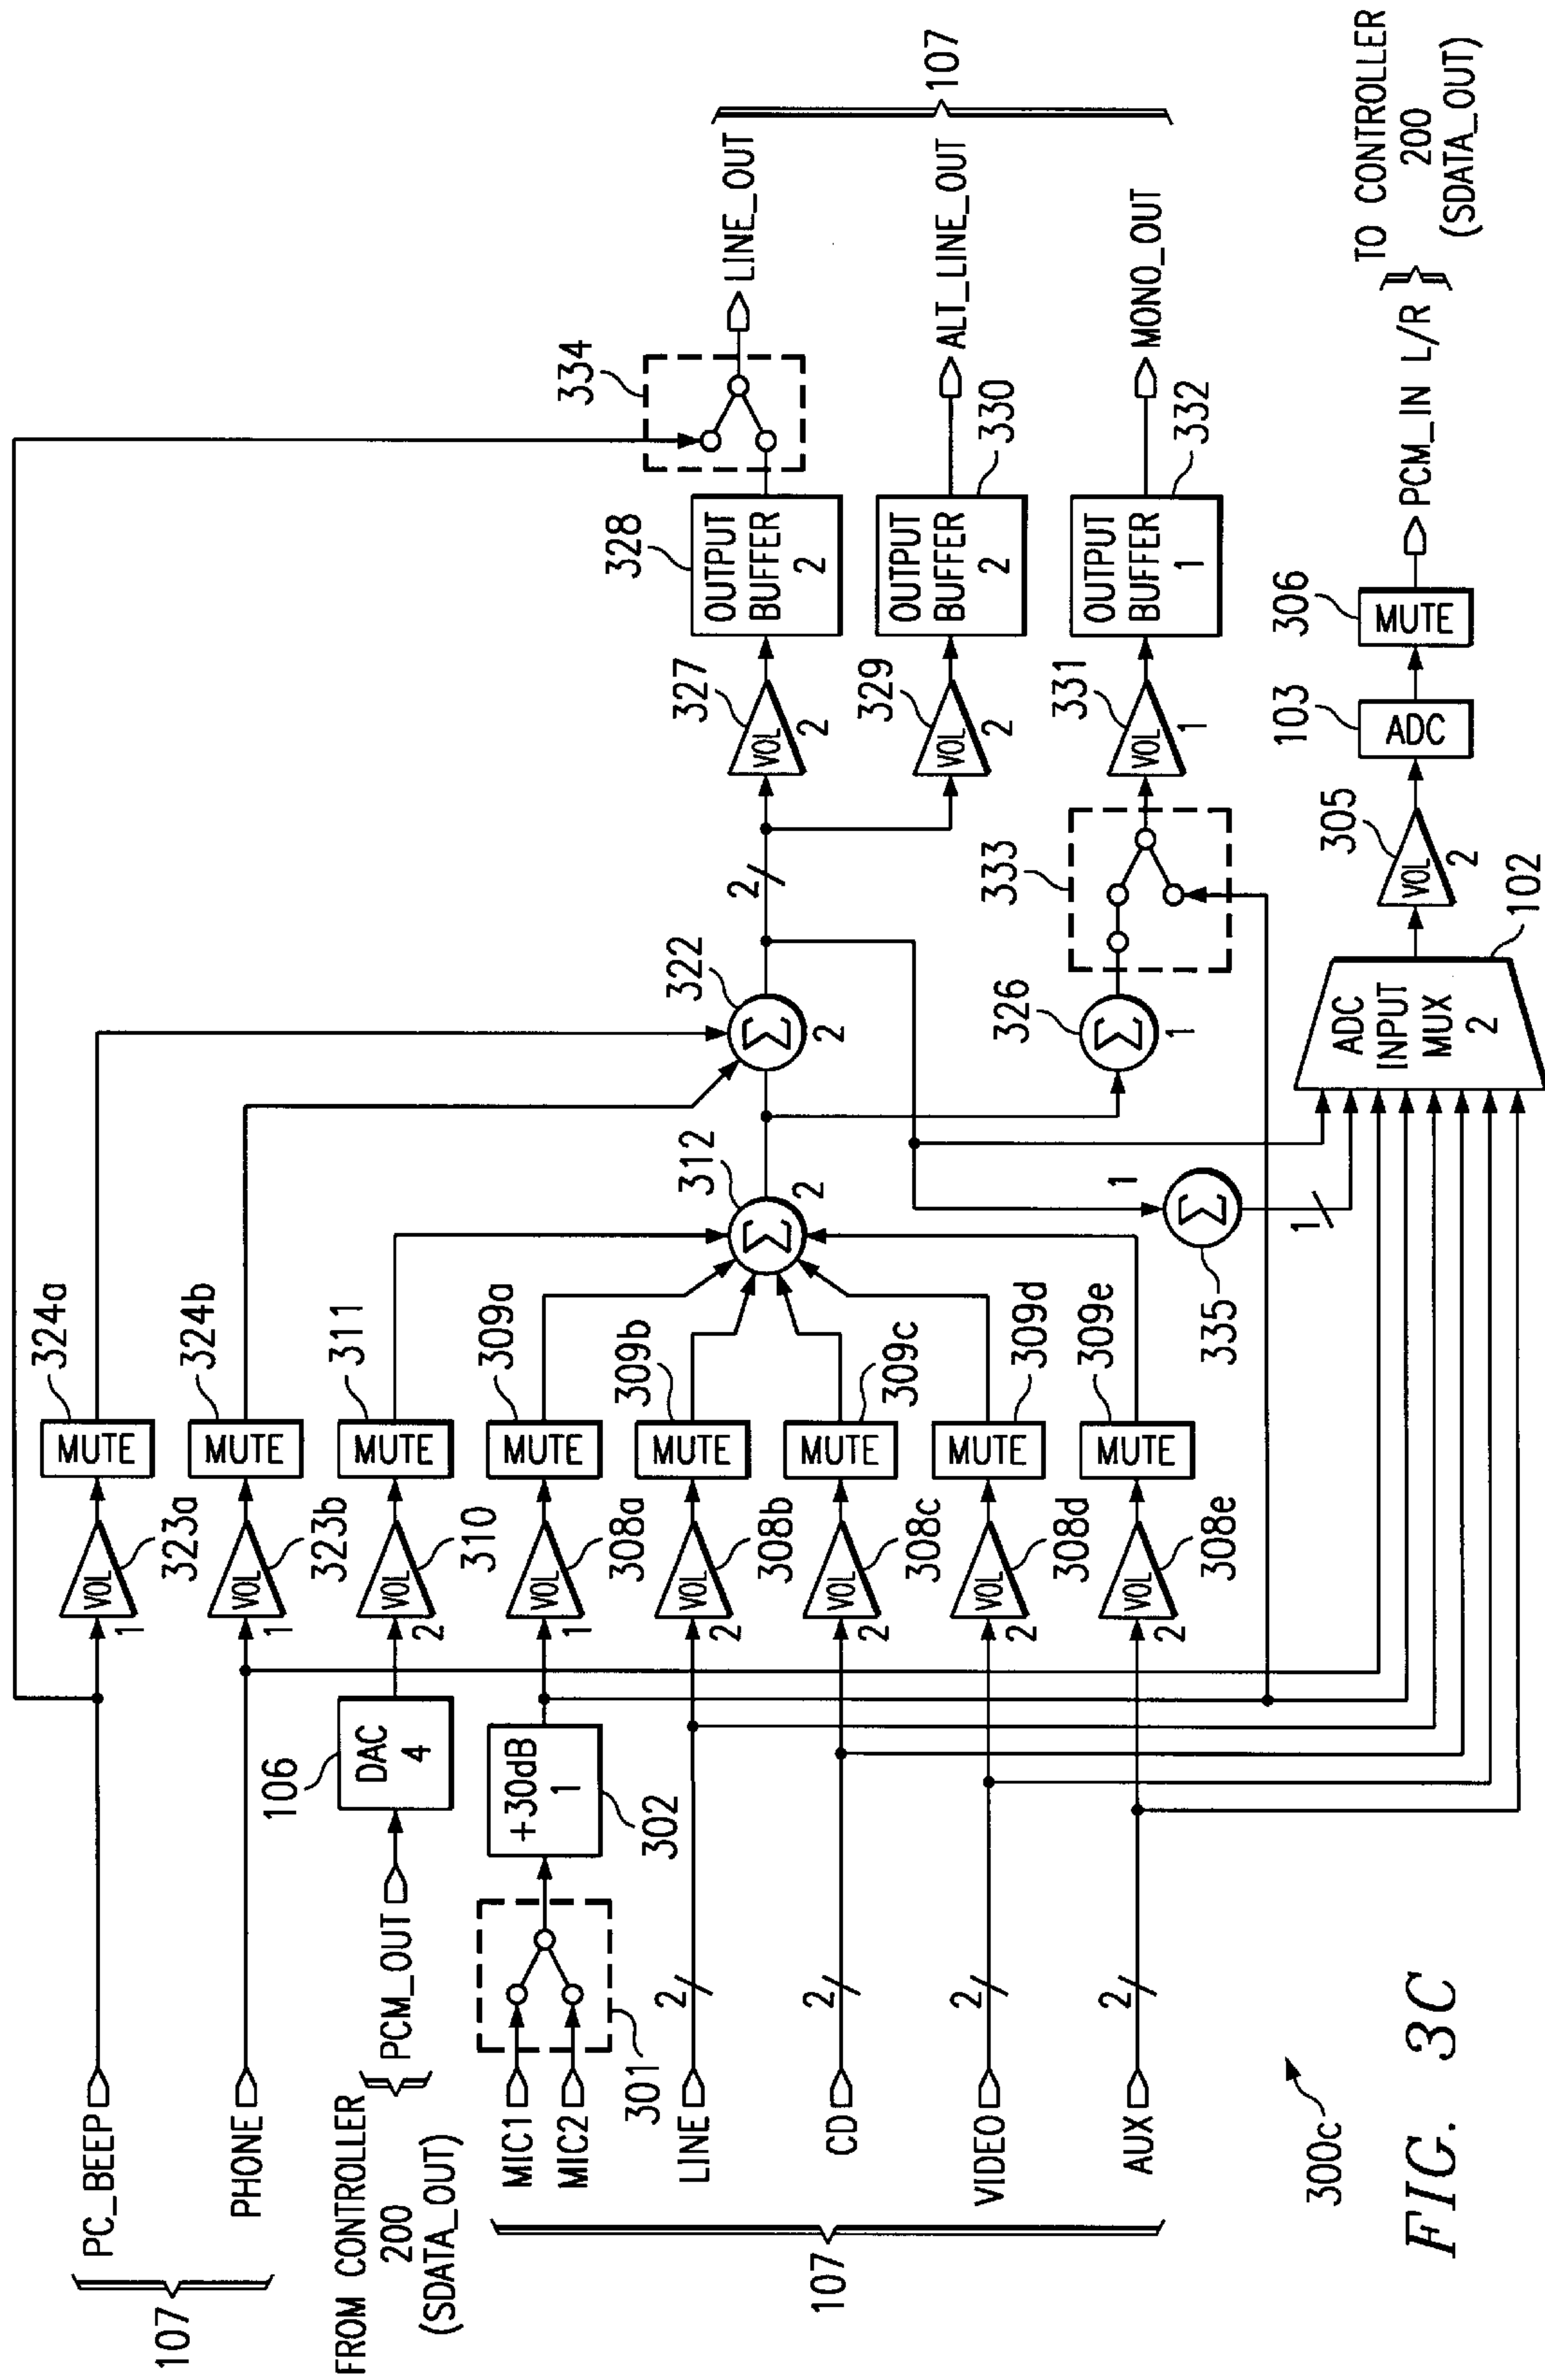 107
PC_BEEP
PHONE
FROM CONTROLLER
200
(SDATA_OUT)
PCM_OUT
107
MIC1
MIC2
LINE
CD
VIDEO
AUX
301
2
2
2
2
106
DAC
4
+30dB
1
302
VOL
1
323a
VOL
1
323b
VOL
2
310
VOL
1
308a
VOL
2
308b
VOL
2
308c
VOL
2
308d
VOL
2
308e
MUTE
324a
MUTE
324b
MUTE
311
MUTE
309a
MUTE
309b
MUTE
309c
MUTE
309d
MUTE
309e
312
Σ
2
322
Σ
2
335
Σ
1
1
326
Σ
1
2
333
ADC
INPUT
MUX
2
102
VOL
2
327
VOL
2
329
VOL
1
331
305
VOL
2
328
OUTPUT
BUFFER
2
OUTPUT
BUFFER
2
330
OUTPUT
BUFFER
1
332
103
ADC
306
MUTE
334
LINE_OUT
ALT_LINE_OUT
MONO_OUT
107
PCM_IN L/R
TO CONTROLLER
200
(SDATA_OUT)
300c
FIG. 3C